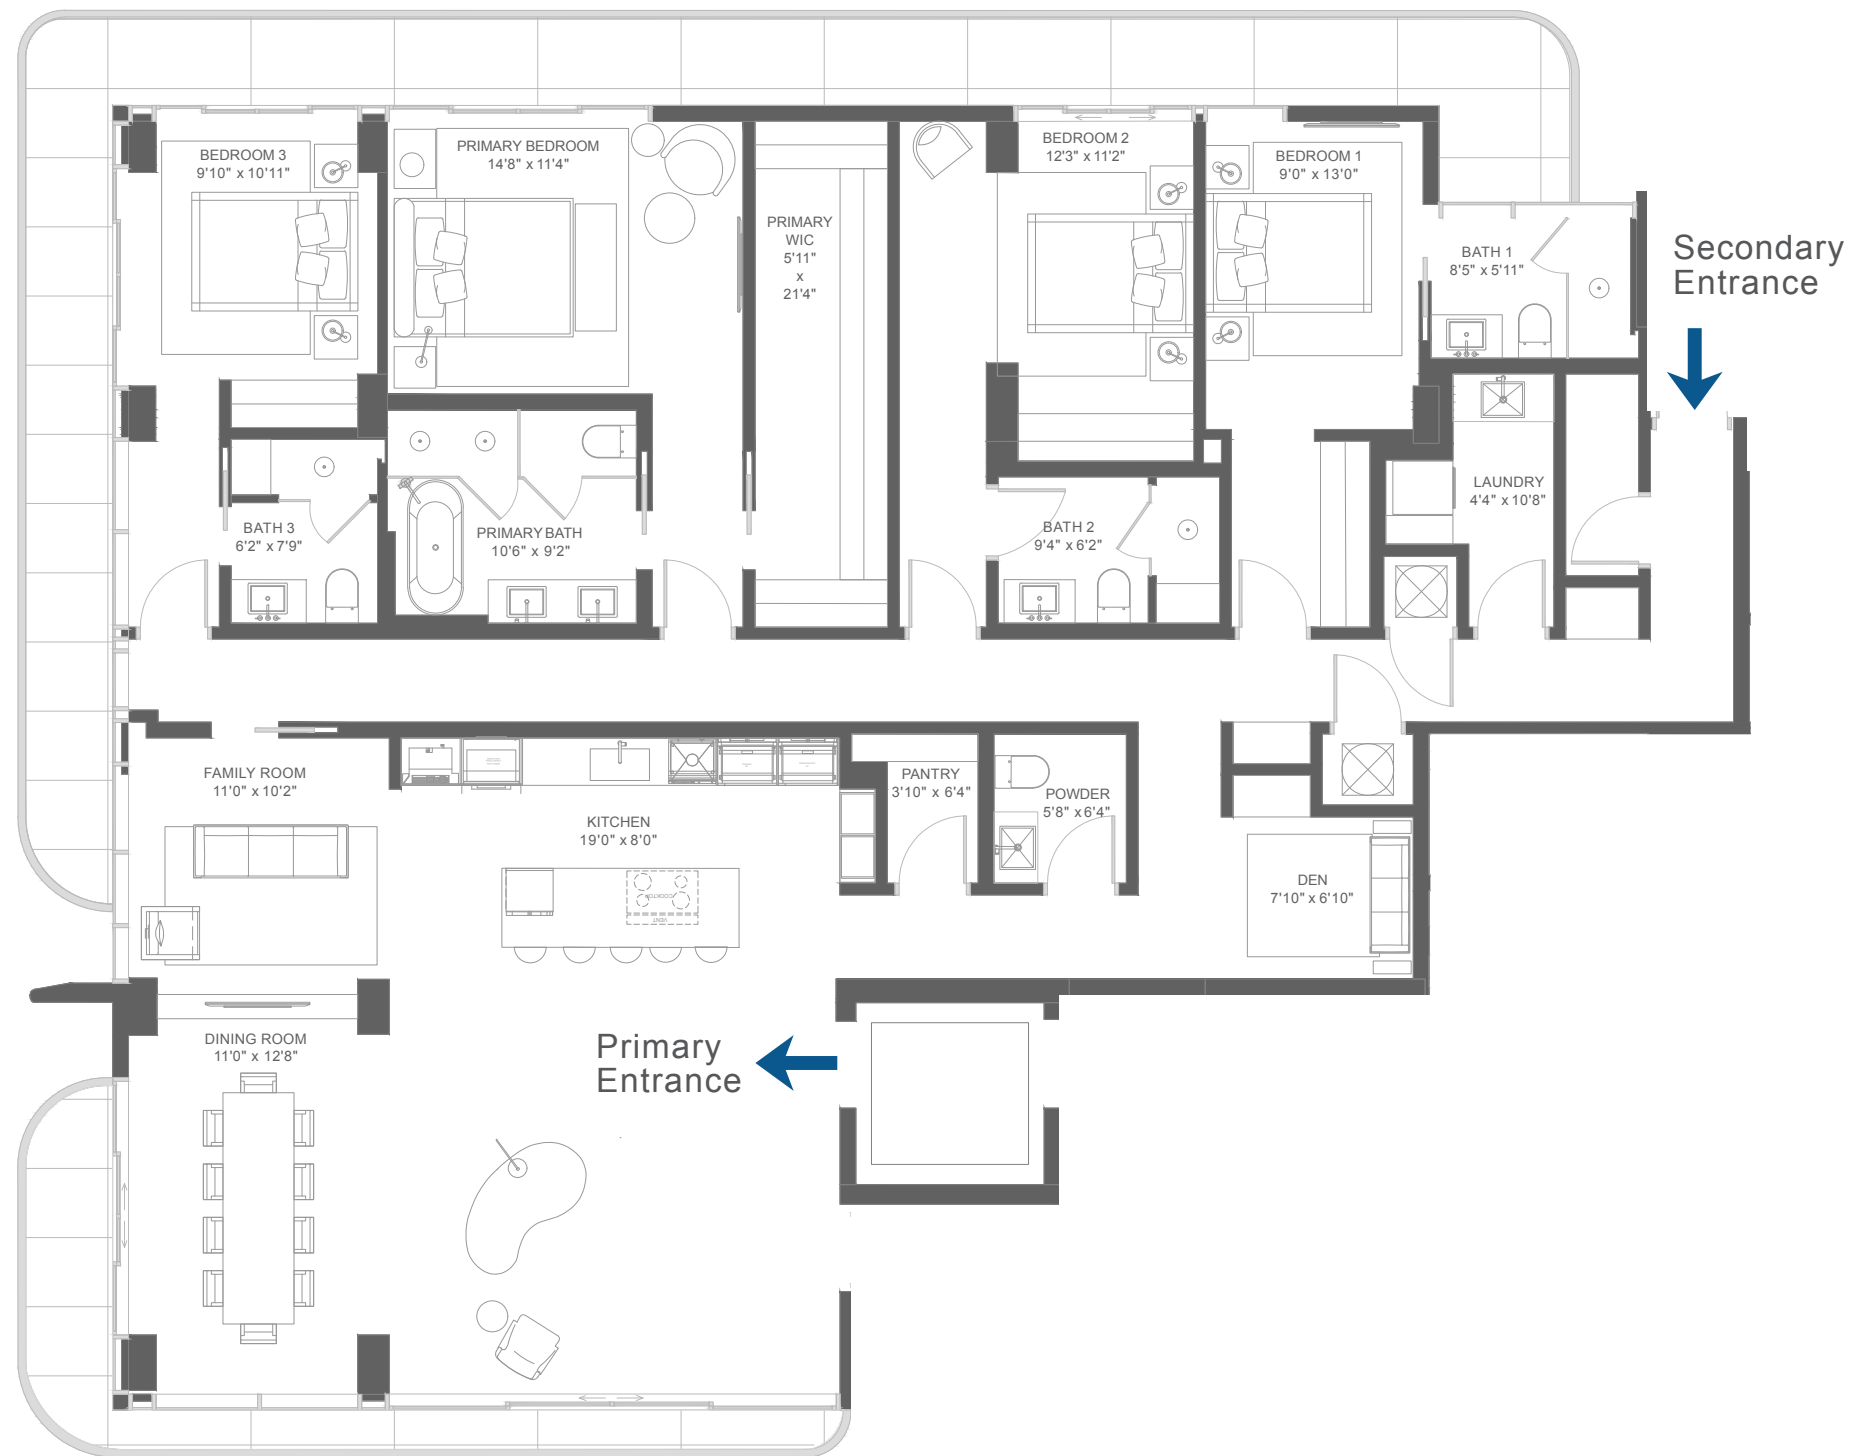 BEDROOM 3
9'10" x 10'11"
PRIMARY BEDROOM
14'8" x 11'4"
PRIMARY
WIC
5'11"
x
21'4"
BEDROOM 2
12'3" x 11'2"
BEDROOM 1
9'0" x 13'0"
BATH 1
8'5" x 5'11"
Secondary
Entrance
BATH 3
6'2" x 7'9"
PRIMARY BATH
10'6" x 9'2"
BATH 2
9'4" x 6'2"
LAUNDRY
4'4" x 10'8"
FAMILY ROOM
11'0" x 10'2"
KITCHEN
19'0" x 8'0"
PANTRY
3'10" x 6'4"
POWDER
5'8" x 6'4"
DEN
7'10" x 6'10"
COOKTOP
VENT
DINING ROOM
11'0" x 12'8"
Primary
Entrance